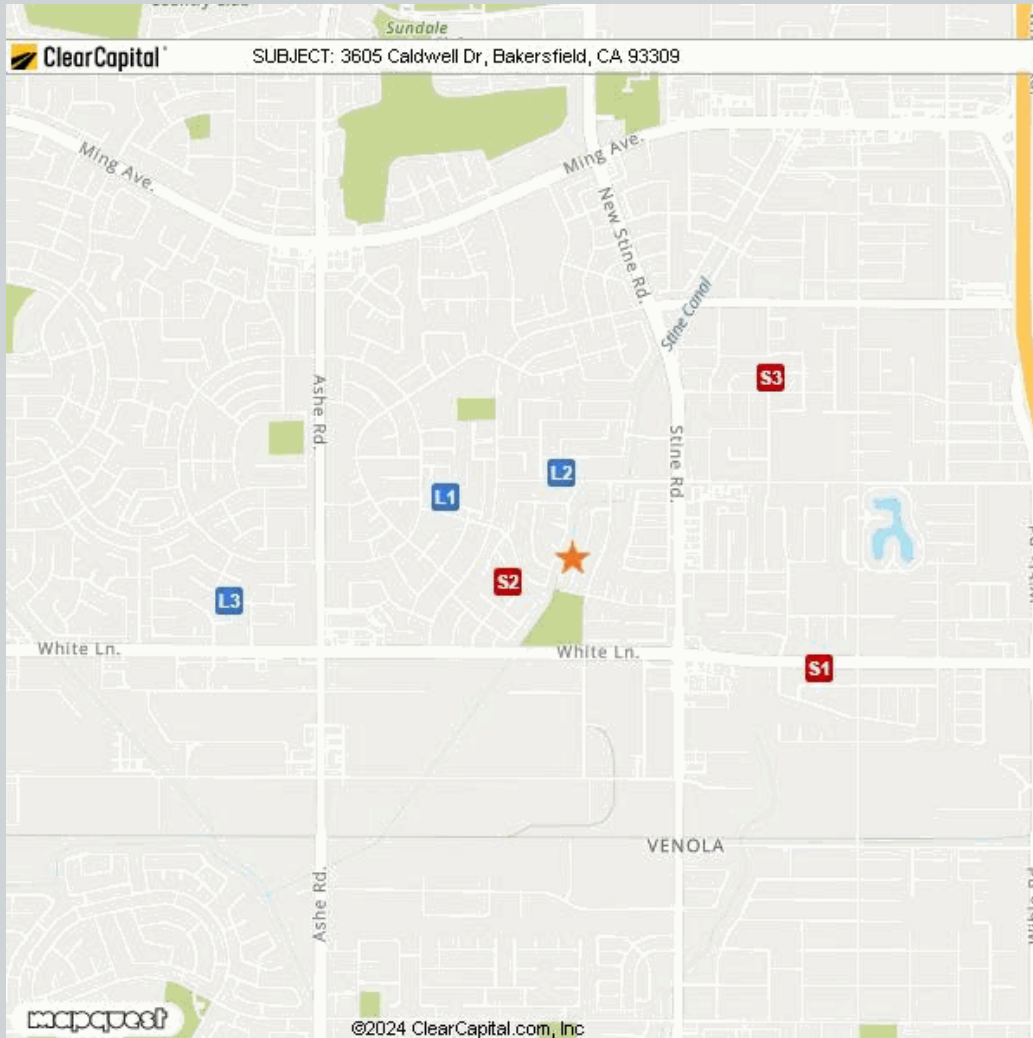 Sundale
ClearCapital
SUBJECT: 3605 Caldwell Dr, Bakersfield, CA 93309
Ming Ave.
Ming Ave.
New Stine Rd.
Stine Canal
Ashe Rd.
S3
Stine Rd.
L2
L1
S2
L3
White Ln.
White Ln.
S1
VENOLA
Ashe Rd.
mapquest
©2024 ClearCapital.com, Inc